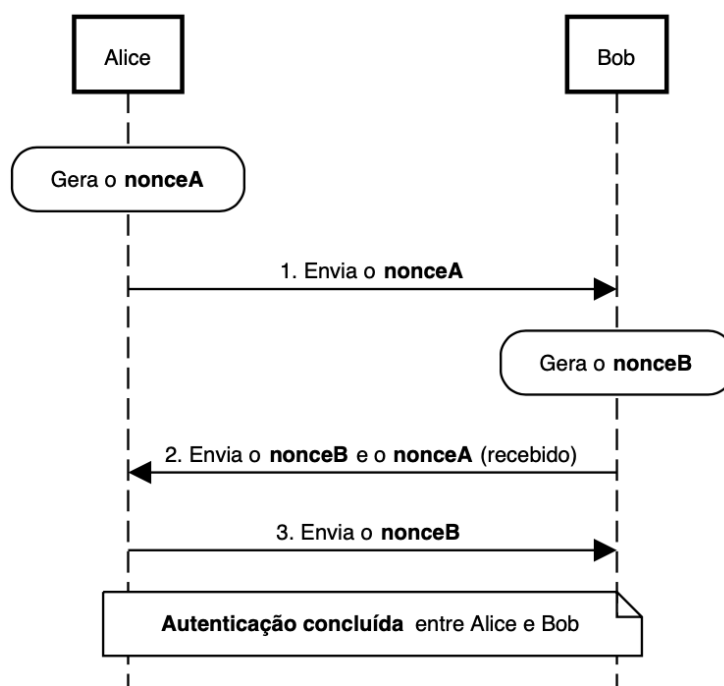 Alice
Bob
Gera o nonceA
1. Envia o nonceA
Gera o nonceB
2. Envia o nonceB e o nonceA (recebido)
3. Envia o nonceB
Autenticação concluída entre Alice e Bob